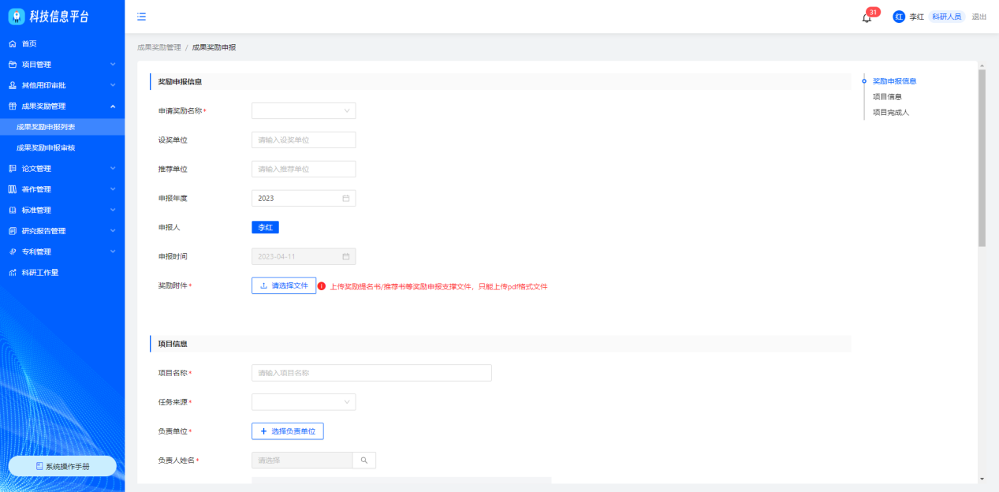 科技信息平台
31
红 李红 科研人员 退出
首页
项目管理
其他用印审批
成果奖励管理
成果奖励申报列表
成果奖励申报审核
论文管理
著作管理
标准管理
研究报告管理
专利管理
科研工作量
系统操作手册
成果奖励管理 / 成果奖励申报
奖励申报信息
申请奖励名称*
设奖单位 请输入设奖单位
推荐单位 请输入推荐单位
申报年度 2023
申报人 李红
申报时间 2023-04-11
奖励附件* 请选择文件 上传奖励提名书/推荐书等奖励申报支撑文件，只能上传pdf格式文件
项目信息
项目名称* 请输入项目名称
任务来源*
负责单位* + 选择负责单位
负责人姓名* 请选择
奖励申报信息
项目信息
项目完成人